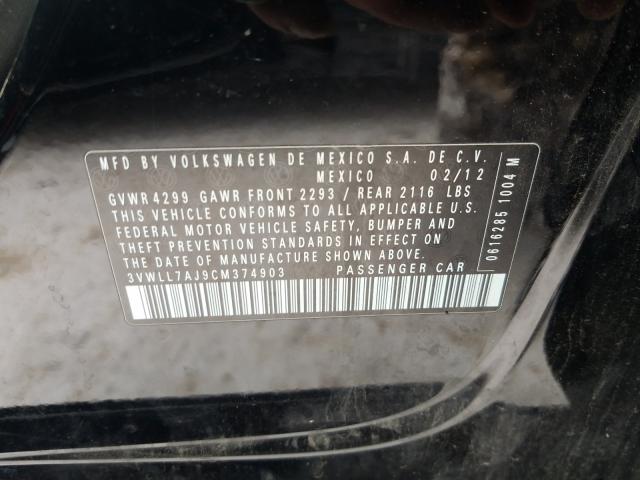 MFD BY VOLKSWAGEN DE MEXICO S.A. DE C.V.
MEXICO 02/12
GVWR 4299 GAWR FRONT 2293 / REAR 2116 LBS
THIS VEHICLE CONFORMS TO ALL APPLICABLE U.S.
FEDERAL MOTOR VEHICLE SAFETY, BUMPER AND
THEFT PREVENTION STANDARDS IN EFFECT ON
THE DATE OF MANUFACTURE SHOWN ABOVE.
3VWLL7AJ9CM374903 PASSENGER CAR
0616285 1004 M